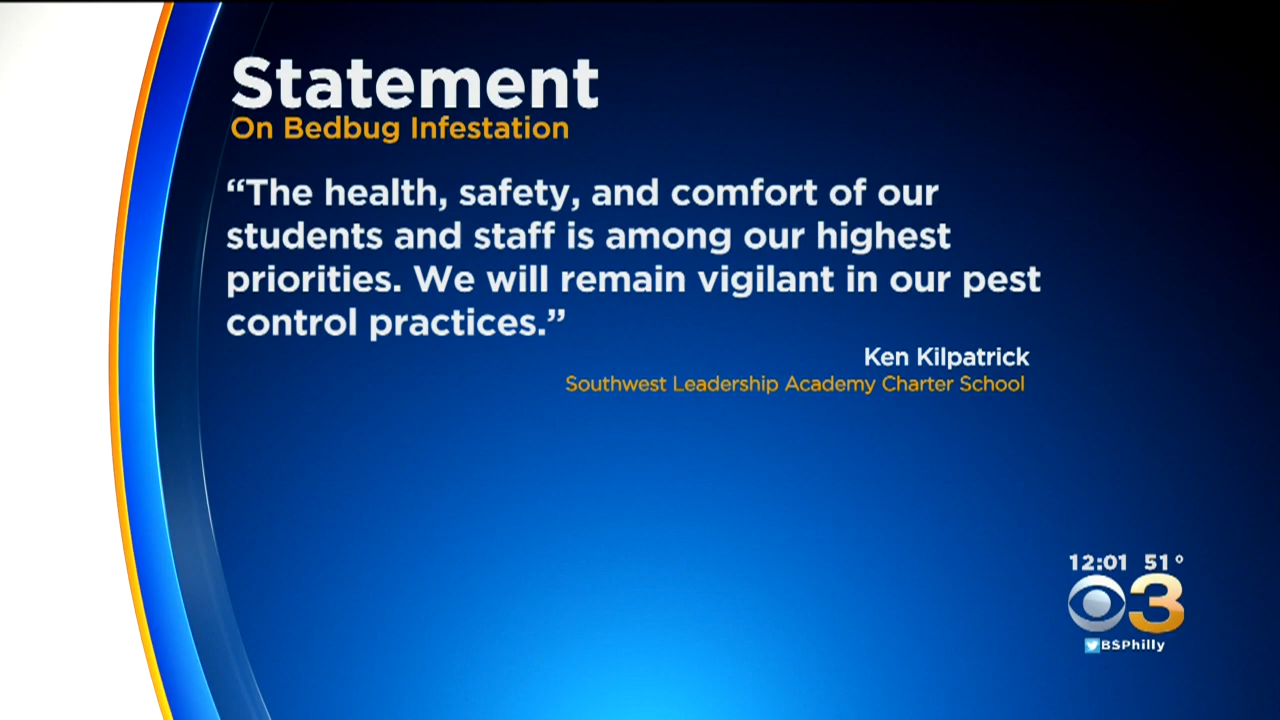 Statement
On Bedbug Infestation
“The health, safety, and comfort of our
students and staff is among our highest
priorities. We will remain vigilant in our pest
control practices.”
Ken Kilpatrick
Southwest Leadership Academy Charter School
12:01 51°
3
BSPhilly